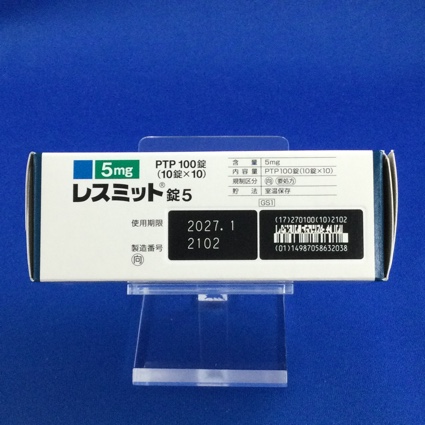 5mg
PTP 100錠
(10錠×10)
レスミット®錠5
含量 5mg
内容量 PTP100錠(10錠×10)
規制区分 向 要処方
貯法 室温保存
GS1
使用期限 2027.1
製造番号 2102
向
(17)270100(10)2102
(01)14987058632038